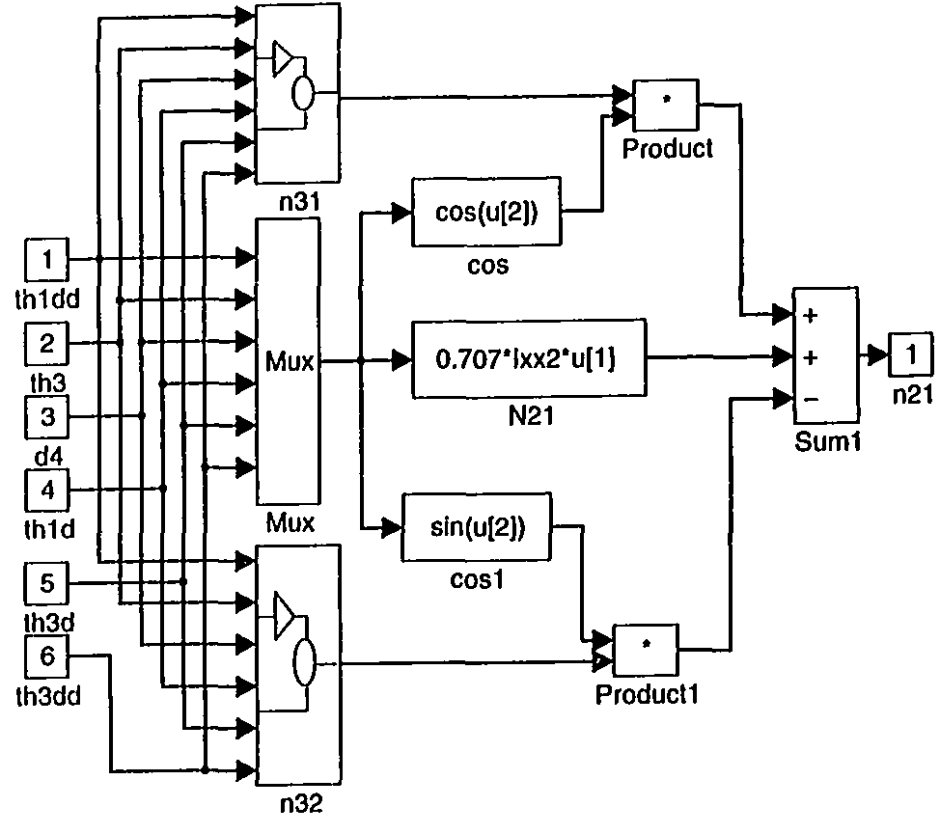 n31
*
Product
cos(u[2])
cos
1
th1dd
2
th3
3
d4
4
th1d
5
th3d
6
th3dd
Mux
Mux
0.707*Ixx2*u[1]
N21
sin(u[2])
cos1
n32
*
Product1
+
+
−
Sum1
1
n21